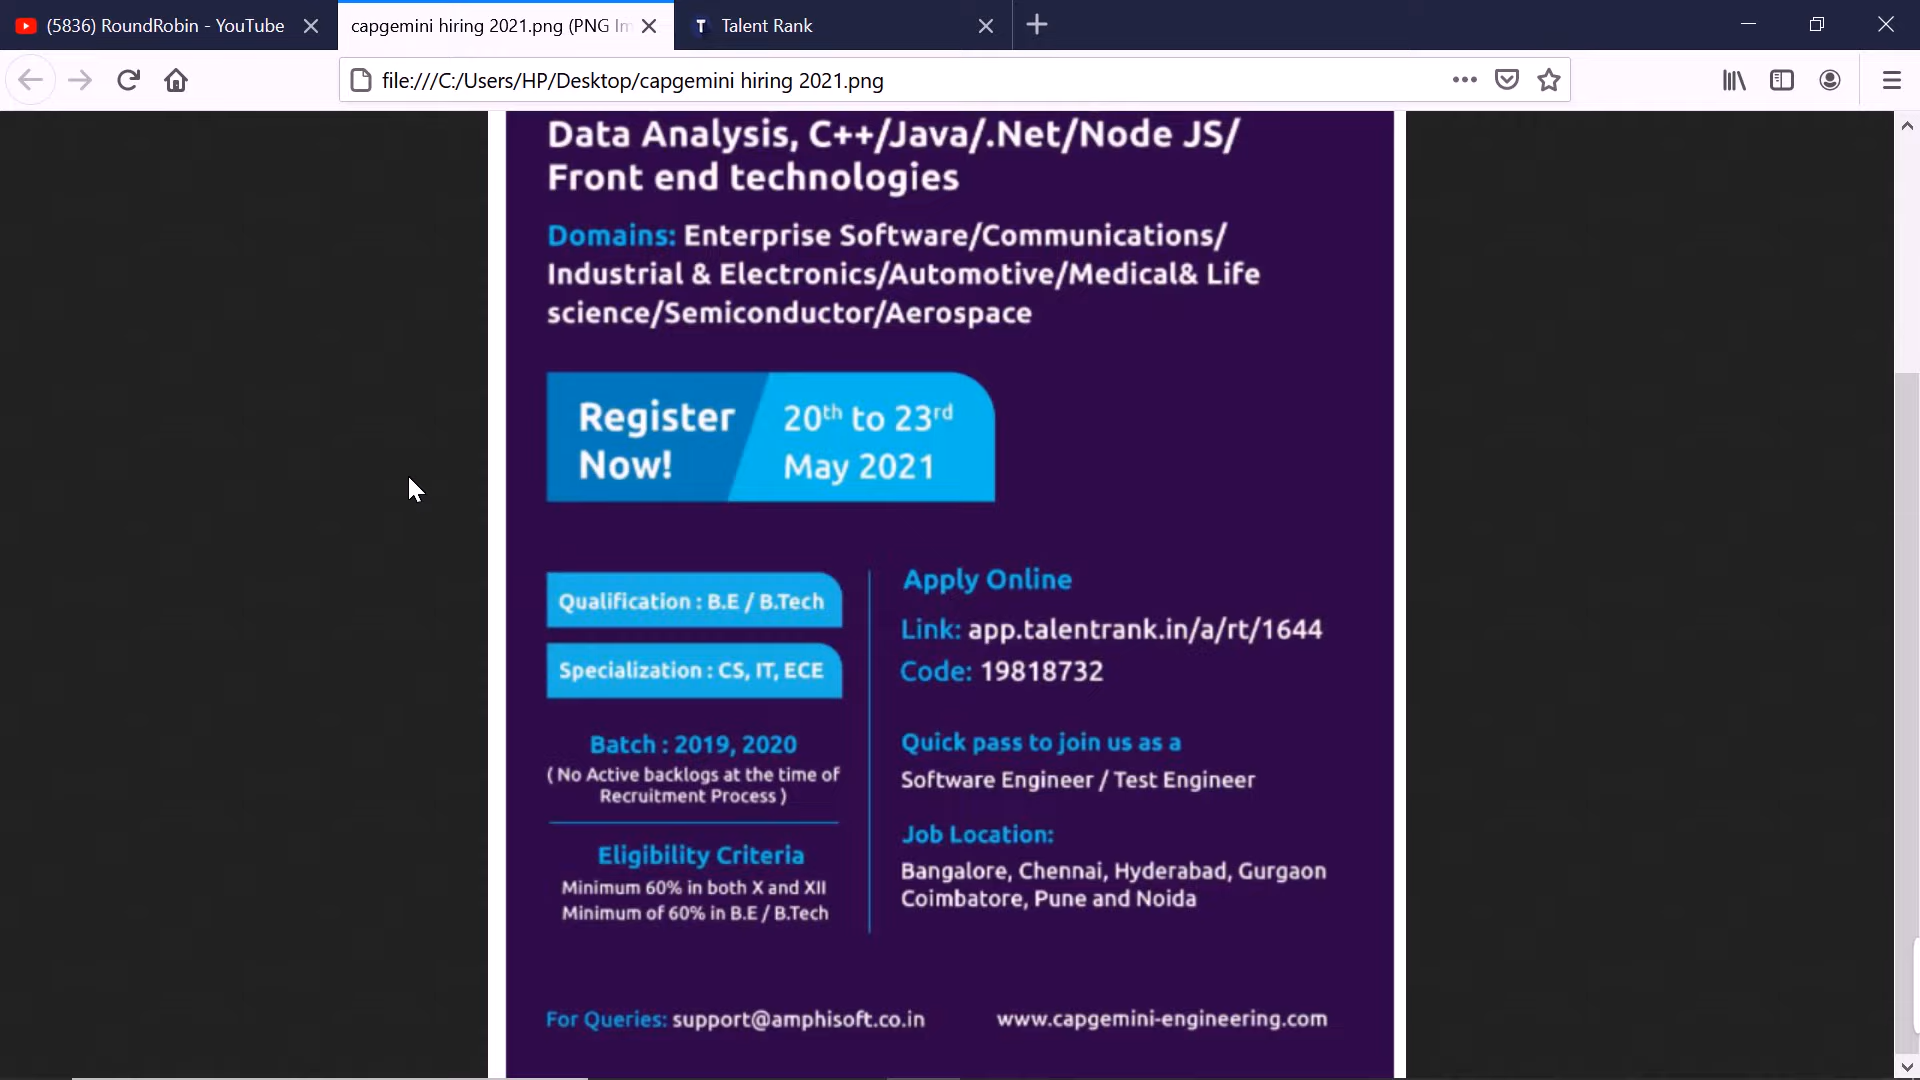 (5836) RoundRobin - YouTube
capgemini hiring 2021.png (PNG Im
T Talent Rank
file:///C:/Users/HP/Desktop/capgemini hiring 2021.png
Data Analysis, C++/Java/.Net/Node JS/
Front end technologies
Domains: Enterprise Software/Communications/
Industrial & Electronics/Automotive/Medical& Life
science/Semiconductor/Aerospace
Register
Now!
20th to 23rd
May 2021
Qualification : B.E / B.Tech
Specialization : CS, IT, ECE
Batch : 2019, 2020
( No Active backlogs at the time of
Recruitment Process )
Eligibility Criteria
Minimum 60% in both X and XII
Minimum of 60% in B.E / B.Tech
Apply Online
Link: app.talentrank.in/a/rt/1644
Code: 19818732
Quick pass to join us as a
Software Engineer / Test Engineer
Job Location:
Bangalore, Chennai, Hyderabad, Gurgaon
Coimbatore, Pune and Noida
For Queries: support@amphisoft.co.in
www.capgemini-engineering.com